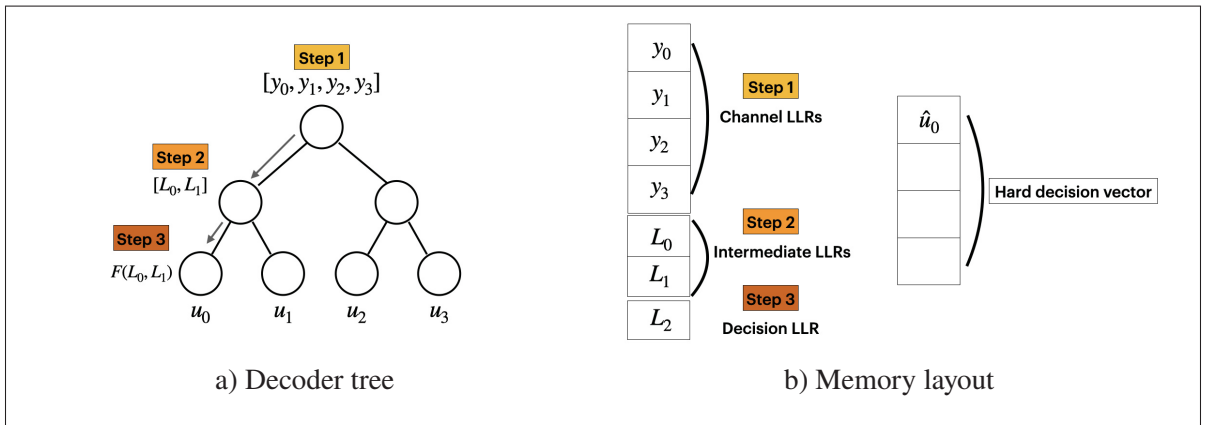 Step 1
[y₀, y₁, y₂, y₃]
Step 2
[L₀, L₁]
Step 3
F(L₀, L₁)
u₀ u₁ u₂ u₃
a) Decoder tree
y₀
y₁
y₂
y₃
Step 1
Channel LLRs
L₀
L₁
Step 2
Intermediate LLRs
L₂
Step 3
Decision LLR
û₀
Hard decision vector
b) Memory layout